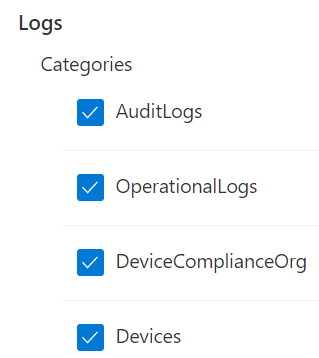 Logs
Categories
AuditLogs
OperationalLogs
DeviceComplianceOrg
Devices